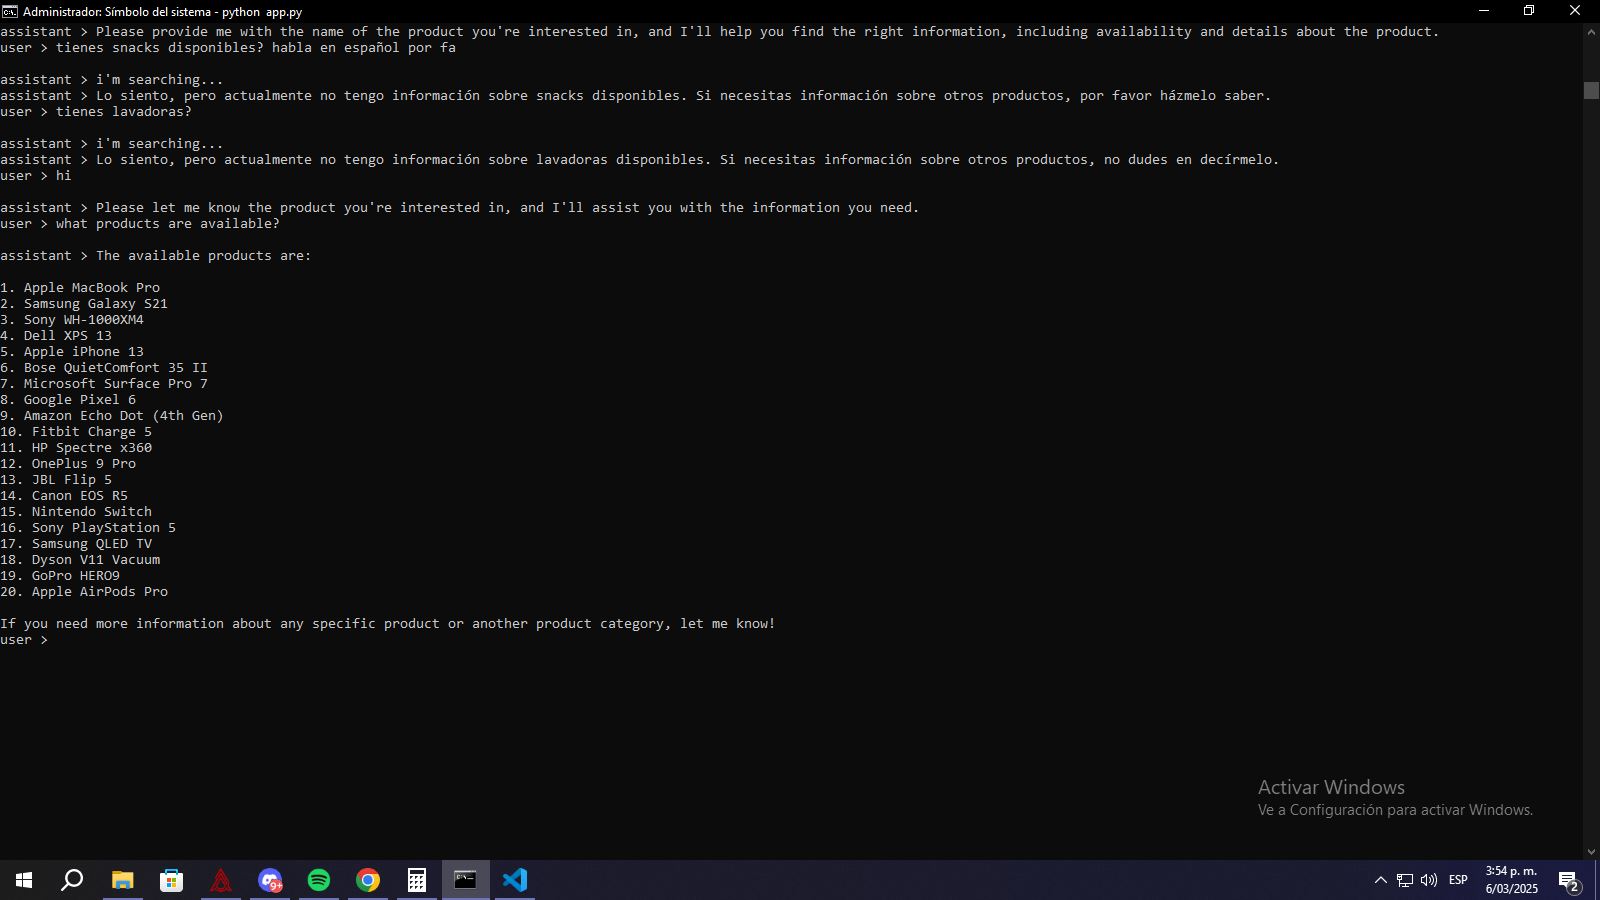 Administrador: Símbolo del sistema - python  app.py
assistant > Please provide me with the name of the product you're interested in, and I'll help you find the right information, including availability and details about the product.
user > tienes snacks disponibles? habla en español por fa
assistant > i'm searching...
assistant > Lo siento, pero actualmente no tengo información sobre snacks disponibles. Si necesitas información sobre otros productos, por favor házmelo saber.
user > tienes lavadoras?
assistant > i'm searching...
assistant > Lo siento, pero actualmente no tengo información sobre lavadoras disponibles. Si necesitas información sobre otros productos, no dudes en decírmelo.
user > hi
assistant > Please let me know the product you're interested in, and I'll assist you with the information you need.
user > what products are available?
assistant > The available products are:
1. Apple MacBook Pro
2. Samsung Galaxy S21
3. Sony WH-1000XM4
4. Dell XPS 13
5. Apple iPhone 13
6. Bose QuietComfort 35 II
7. Microsoft Surface Pro 7
8. Google Pixel 6
9. Amazon Echo Dot (4th Gen)
10. Fitbit Charge 5
11. HP Spectre x360
12. OnePlus 9 Pro
13. JBL Flip 5
14. Canon EOS R5
15. Nintendo Switch
16. Sony PlayStation 5
17. Samsung QLED TV
18. Dyson V11 Vacuum
19. GoPro HERO9
20. Apple AirPods Pro
If you need more information about any specific product or another product category, let me know!
user >
Activar Windows
Ve a Configuración para activar Windows.
9+
ESP
3:54 p. m.
6/03/2025
2